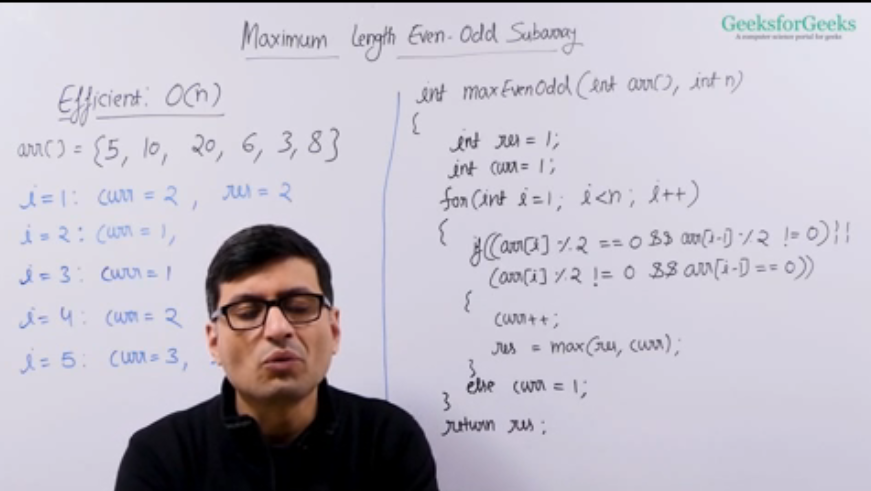 GeeksforGeeks
A computer science portal for geeks
Maximum Length Even-Odd Subarray
Efficient: O(n)
arr[] = {5, 10, 20, 6, 3, 8}
i=1: curr = 2, res = 2
i=2: curr = 1,
i=3: curr = 1
i=4: curr = 2
i=5: curr=3,
int maxEvenOdd(int arr[], int n)
{
int res = 1;
int curr = 1;
for(int i=1; i<n; i++)
{
if((arr[i] % 2 == 0 && arr[i-1] % 2 != 0) ||
(arr[i] % 2 != 0 && arr[i-1] == 0))
{
curr++;
res = max(res, curr);
}
else curr = 1;
}
return res;